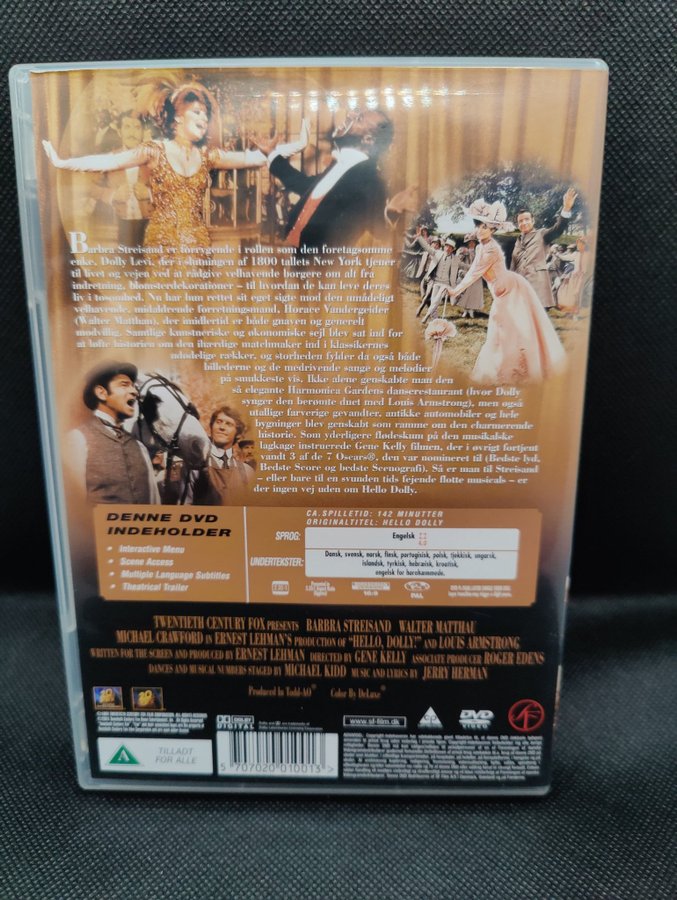 Barbra Streisand er forrygende i rollen som den foretagsomme
enke, Dolly Lævi, der i slutningen af 1800 tallets New York tjener
til livet og vejen ved at rådgive velhavende borgere om alt fra
indretning, blomsterdekorationer – til hvordan de kan leve deres
liv i tosomhed. Nu har hun rettet sit eget sigte mod den umådeligt
velhavende, midaldrende forretningsmand, Horace Vandergelder
(Walter Matthau), der imidlertid er både gnaven og generelt
modvillig. Samtlige kunstneriske og økonomiske sejl blev sat ind for
at løfte historien om den ihærdige matchmaker ind i klassikernes
udødelige rækker, og storheden fylder da også både
billederne og de medrivende sange og melodier
på smukkeste vis. Ikke alene genskabte man den
så elegante Harmonica Gardens danserestaurant (hvor Dolly
synger den berømte duet med Louis Armstrong), men også
utallige farverige gevandter, antikke automobiler og hele
bygninger blev genskabt som ramme om den charmerende
historie. Som yderligere flødeskum på den musikalske
lagkage instruerede Gene Kelly filmen, der i øvrigt fortjent
vandt 3 af de 7 Oscars®, den var nomineret til (Bedste lyd,
Bedste Score og bedste Scenografi). Så er man til Streisand
– eller bare til en svunden tids fejende flotte musicals – er
der ingen vej uden om Hello Dolly.
DENNE DVD
INDEHOLDER
• Interactive Menu
• Scene Access
• Multiple Language Subtitles
• Theatrical Trailer
CA. SPILLETID: 142 MINUTTER
ORIGINALTITEL: HELLO DOLLY
SPROG: Engelsk
UNDERTEKSTER: Dansk, svensk, norsk, finsk, portugisisk, polsk, tjekkisk, ungarsk,
islandsk, tyrkisk, hebraisk, kroatisk,
engelsk for hørehæmmede.
PAL
TWENTIETH CENTURY FOX PRESENTS BARBRA STREISAND WALTER MATTHAU
MICHAEL CRAWFORD IN ERNEST LEHMAN'S PRODUCTION OF "HELLO, DOLLY!" AND LOUIS ARMSTRONG
WRITTEN FOR THE SCREEN AND PRODUCED BY ERNEST LEHMAN DIRECTED BY GENE KELLY ASSOCIATE PRODUCER ROGER EDENS
DANCES AND MUSICAL NUMBERS STAGED BY MICHAEL KIDD MUSIC AND LYRICS BY JERRY HERMAN
Produced In Todd-AO® Color By DeLuxe®
DOLBY
DIGITAL
www.sf-film.dk
DVD
VIDEO
A
TILLADT
FOR ALLE
5 707020 010013 >